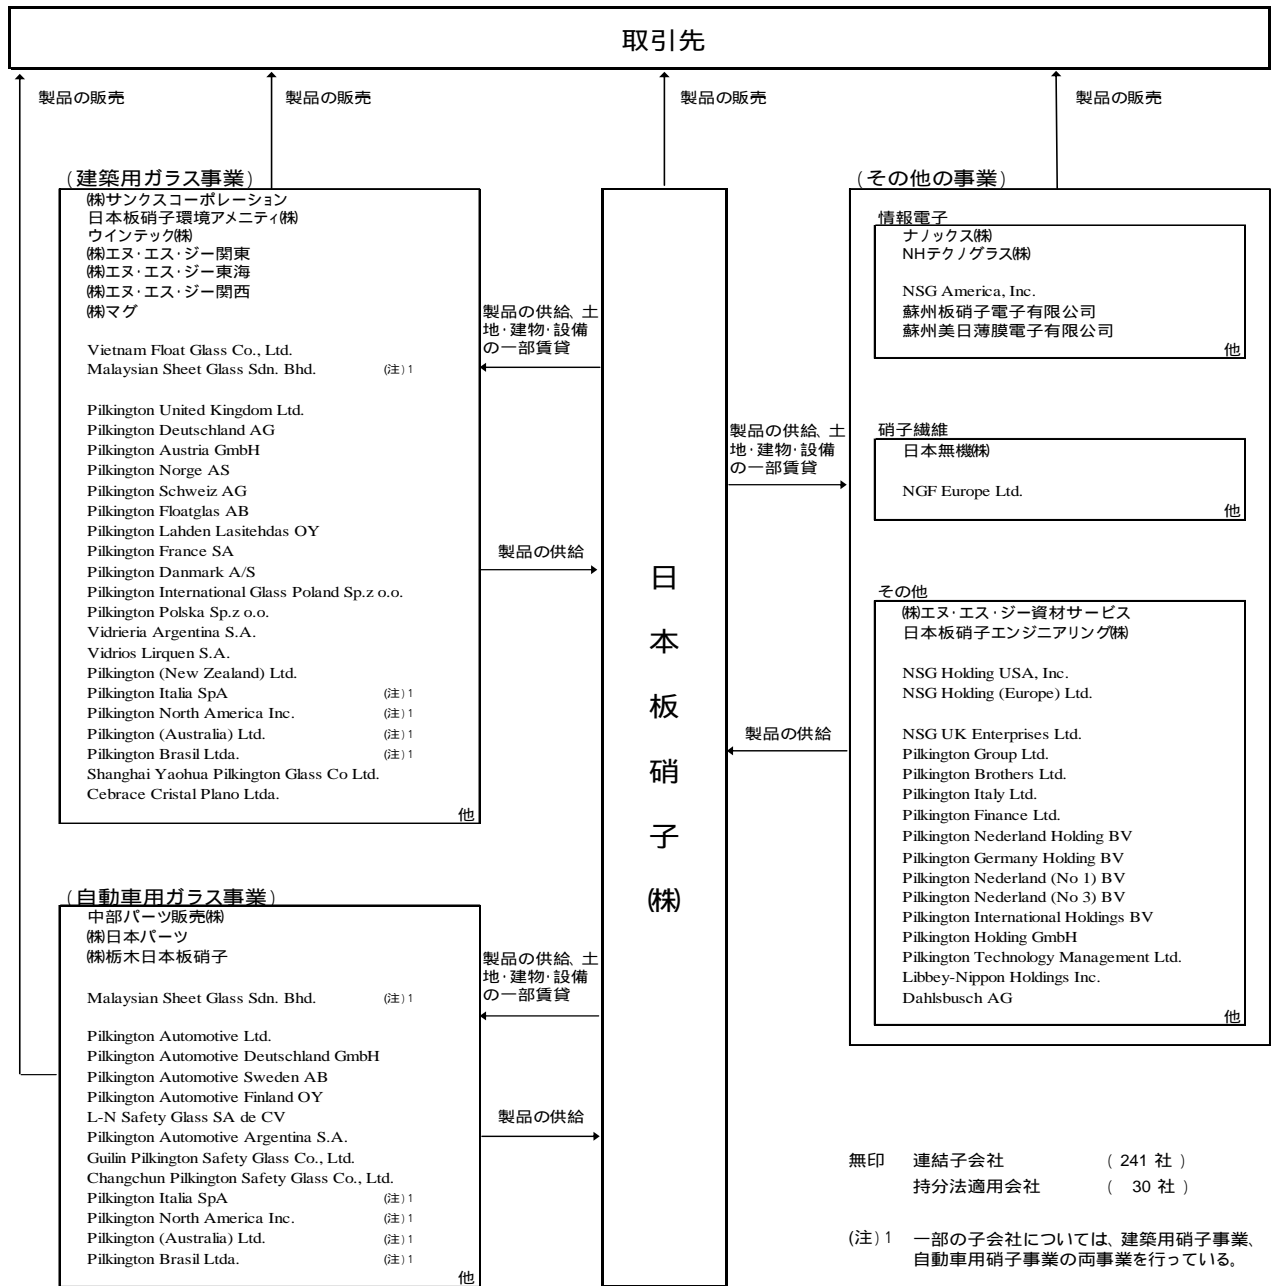 取引先
製品の販売
製品の販売
製品の販売
製品の販売
(建築用ガラス事業)
㈱サンクスコーポレーション
日本板硝子環境アメニティ㈱
ウインテック㈱
㈱エヌ・エス・ジー関東
㈱エヌ・エス・ジー東海
㈱エヌ・エス・ジー関西
㈱マグ
Vietnam Float Glass Co., Ltd.
Malaysian Sheet Glass Sdn. Bhd. (注)1
Pilkington United Kingdom Ltd.
Pilkington Deutschland AG
Pilkington Austria GmbH
Pilkington Norge AS
Pilkington Schweiz AG
Pilkington Floatglas AB
Pilkington Lahden Lasitehdas OY
Pilkington France SA
Pilkington Danmark A/S
Pilkington International Glass Poland Sp.z o.o.
Pilkington Polska Sp.z o.o.
Vidrieria Argentina S.A.
Vidrios Lirquen S.A.
Pilkington (New Zealand) Ltd.
Pilkington Italia SpA (注)1
Pilkington North America Inc. (注)1
Pilkington (Australia) Ltd. (注)1
Pilkington Brasil Ltda. (注)1
Shanghai Yaohua Pilkington Glass Co Ltd.
Cebrace Cristal Plano Ltda.
他
製品の供給、土
地・建物・設備
の一部賃貸
製品の供給
(自動車用ガラス事業)
中部パーツ販売㈱
㈱日本パーツ
㈱栃木日本板硝子
Malaysian Sheet Glass Sdn. Bhd. (注)1
Pilkington Automotive Ltd.
Pilkington Automotive Deutschland GmbH
Pilkington Automotive Sweden AB
Pilkington Automotive Finland OY
L-N Safety Glass SA de CV
Pilkington Automotive Argentina S.A.
Guilin Pilkington Safety Glass Co., Ltd.
Changchun Pilkington Safety Glass Co., Ltd.
Pilkington Italia SpA (注)1
Pilkington North America Inc. (注)1
Pilkington (Australia) Ltd. (注)1
Pilkington Brasil Ltda. (注)1
他
製品の供給、土
地・建物・設備
の一部賃貸
製品の供給
日本板硝子㈱
製品の供給、土
地・建物・設備
の一部賃貸
製品の供給
(その他の事業)
情報電子
ナノックス㈱
NHテクノグラス㈱
NSG America, Inc.
蘇州板硝子電子有限公司
蘇州美日薄膜電子有限公司
他
硝子繊維
日本無機㈱
NGF Europe Ltd.
他
その他
㈱エヌ・エス・ジー資材サービス
日本板硝子エンジニアリング㈱
NSG Holding USA, Inc.
NSG Holding (Europe) Ltd.
NSG UK Enterprises Ltd.
Pilkington Group Ltd.
Pilkington Brothers Ltd.
Pilkington Italy Ltd.
Pilkington Finance Ltd.
Pilkington Nederland Holding BV
Pilkington Germany Holding BV
Pilkington Nederland (No 1) BV
Pilkington Nederland (No 3) BV
Pilkington International Holdings BV
Pilkington Holding GmbH
Pilkington Technology Management Ltd.
Libbey-Nippon Holdings Inc.
Dahlsbusch AG
他
無印 連結子会社 ( 241 社 )
持分法適用会社 ( 30 社 )
(注)1 一部の子会社については、建築用硝子事業、
自動車用硝子事業の両事業を行っている。